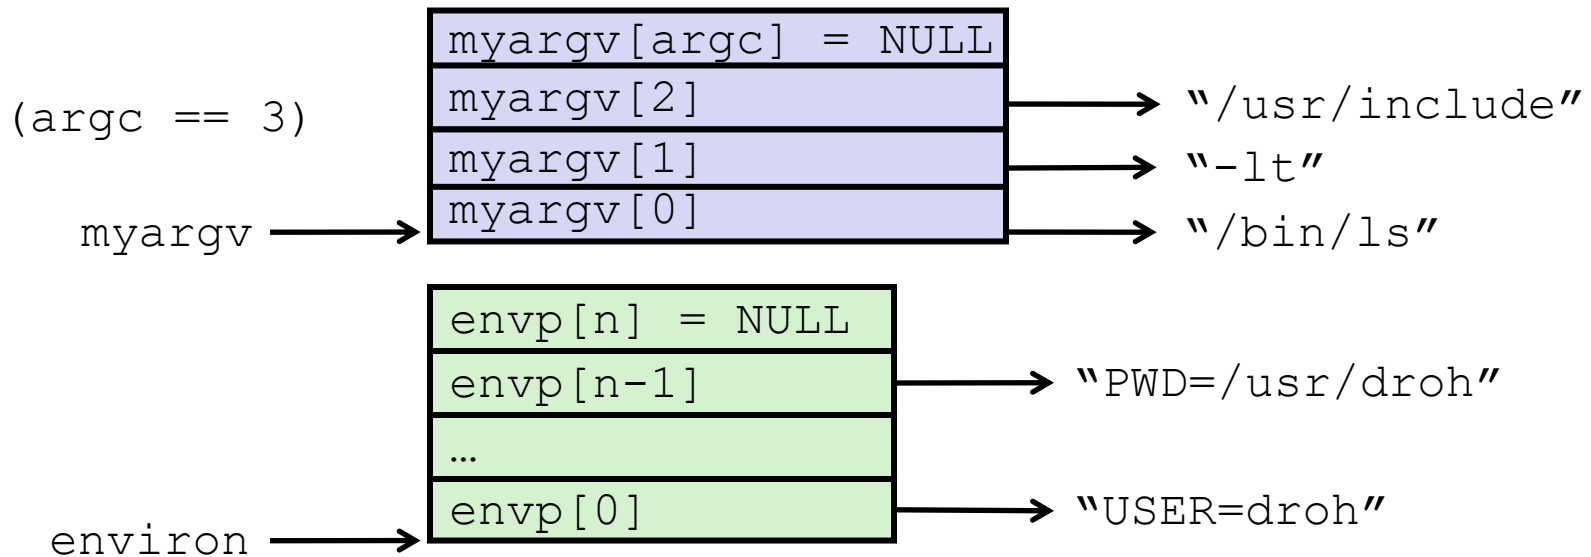 myargv[argc] = NULL
(argc == 3)
myargv[2]
“/usr/include”
myargv[1]
“-lt”
myargv
myargv[0]
“/bin/ls”
envp[n] = NULL
envp[n-1]
“PWD=/usr/droh”
…
environ
envp[0]
“USER=droh”